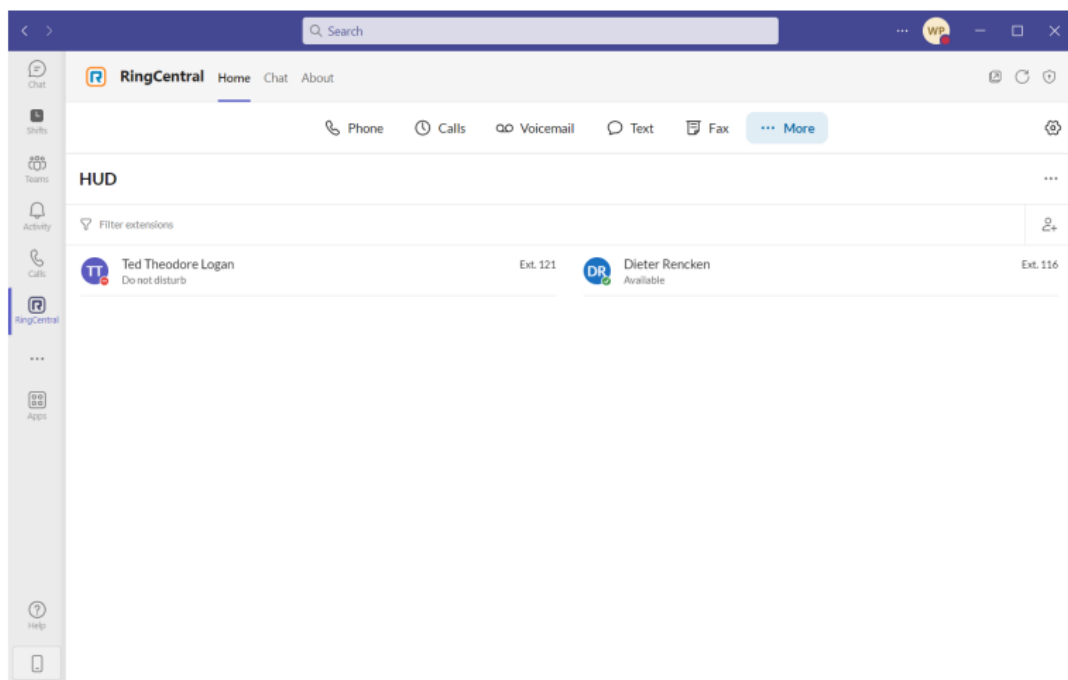 Search
WP
Chat
Shifts
Teams
Activity
Calls
RingCentral
Apps
Help
RingCentral Home Chat About
Phone Calls Voicemail Text Fax More
HUD
Filter extensions
TT Ted Theodore Logan Ext. 121
Do not disturb
DR Dieter Rencken Ext. 116
Available